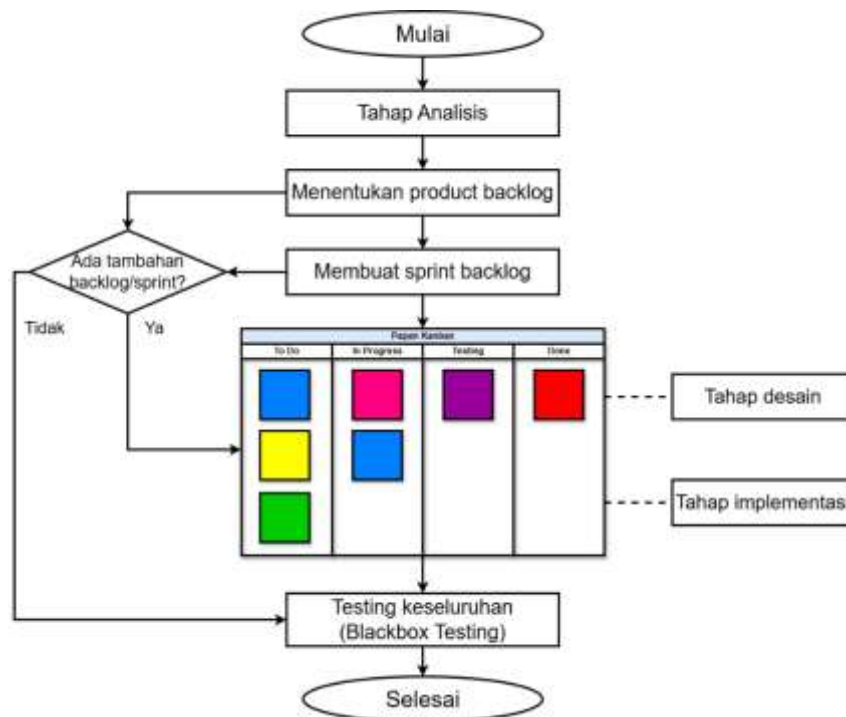 Mulai
Tahap Analisis
Menentukan product backlog
Ada tambahan
backlog/sprint?
Membuat sprint backlog
Tidak
Ya
Papan Kanban
To Do
In Progress
Testing
Done
Tahap desain
Tahap implementasi
Testing keseluruhan
(Blackbox Testing)
Selesai